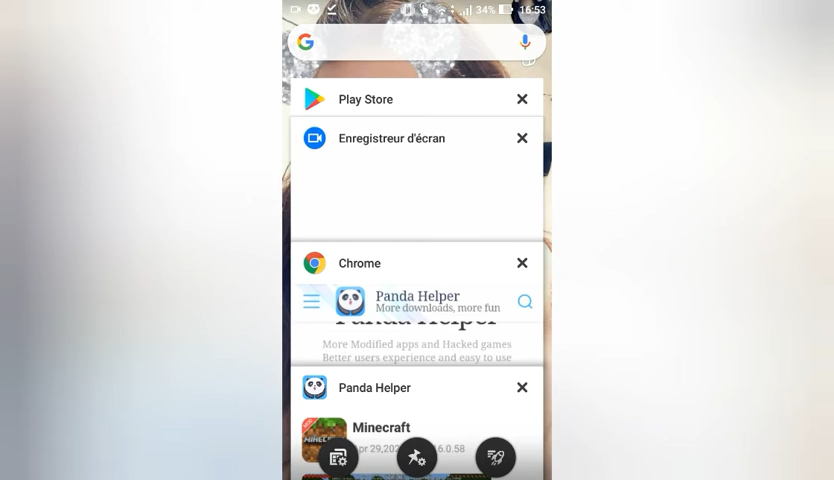 34% 16:53
Play Store
Enregistreur d'écran
Chrome
Panda Helper
More downloads, more fun
Panda Helper
More Modified apps and Hacked games
Better users experience and easy to use
Panda Helper
Minecraft
16.0.58